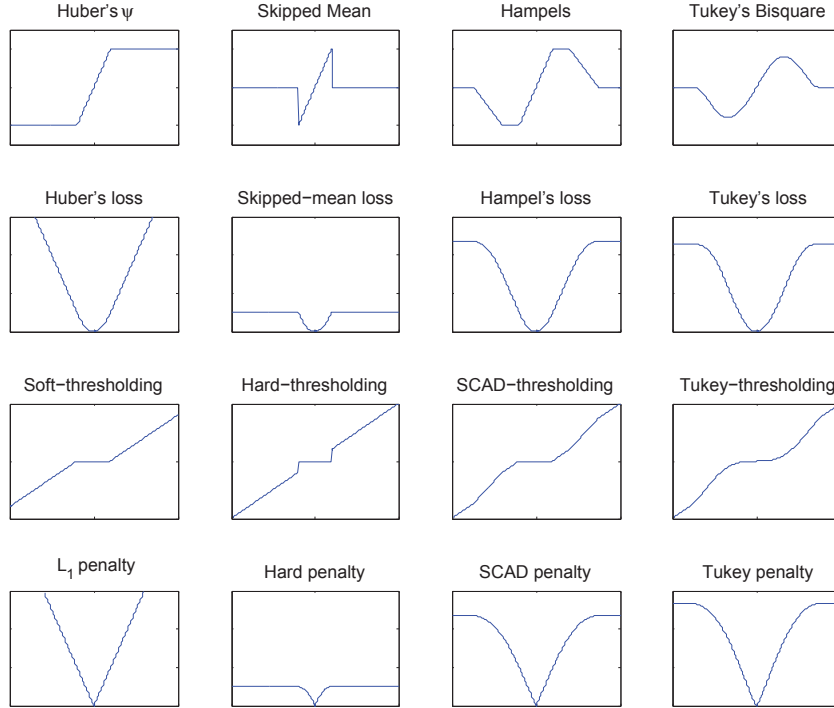 Huber's ψ
Skipped Mean
Hampels
Tukey's Bisquare
Huber's loss
Skipped−mean loss
Hampel's loss
Tukey's loss
Soft−thresholding
Hard−thresholding
SCAD−thresholding
Tukey−thresholding
L1 penalty
Hard penalty
SCAD penalty
Tukey penalty